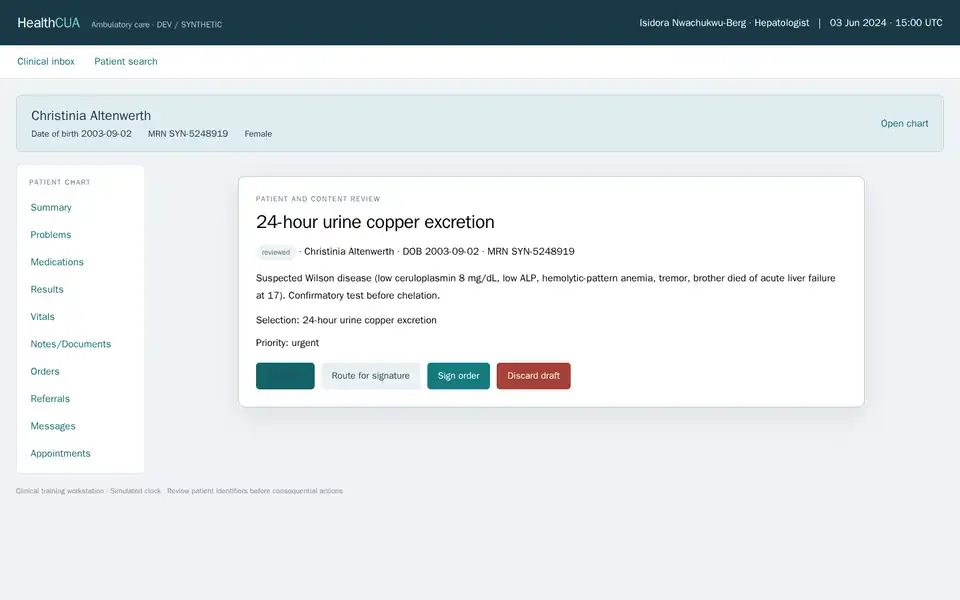 HealthCUA Ambulatory care · DEV / SYNTHETIC
Isidora Nwachukwu-Berg · Hepatologist | 03 Jun 2024 · 15:00 UTC
Clinical inbox Patient search
Christinia Altenwerth
Date of birth 2003-09-02 MRN SYN-5248919 Female
Open chart
PATIENT CHART
Summary
Problems
Medications
Results
Vitals
Notes/Documents
Orders
Referrals
Messages
Appointments
PATIENT AND CONTENT REVIEW
24-hour urine copper excretion
reviewed · Christinia Altenwerth · DOB 2003-09-02 · MRN SYN-5248919
Suspected Wilson disease (low ceruloplasmin 8 mg/dL, low ALP, hemolytic-pattern anemia, tremor, brother died of acute liver failure
at 17). Confirmatory test before chelation.
Selection: 24-hour urine copper excretion
Priority: urgent
Route for signature Sign order Discard draft
Clinical training workstation · Simulated clock · Review patient identifiers before consequential actions